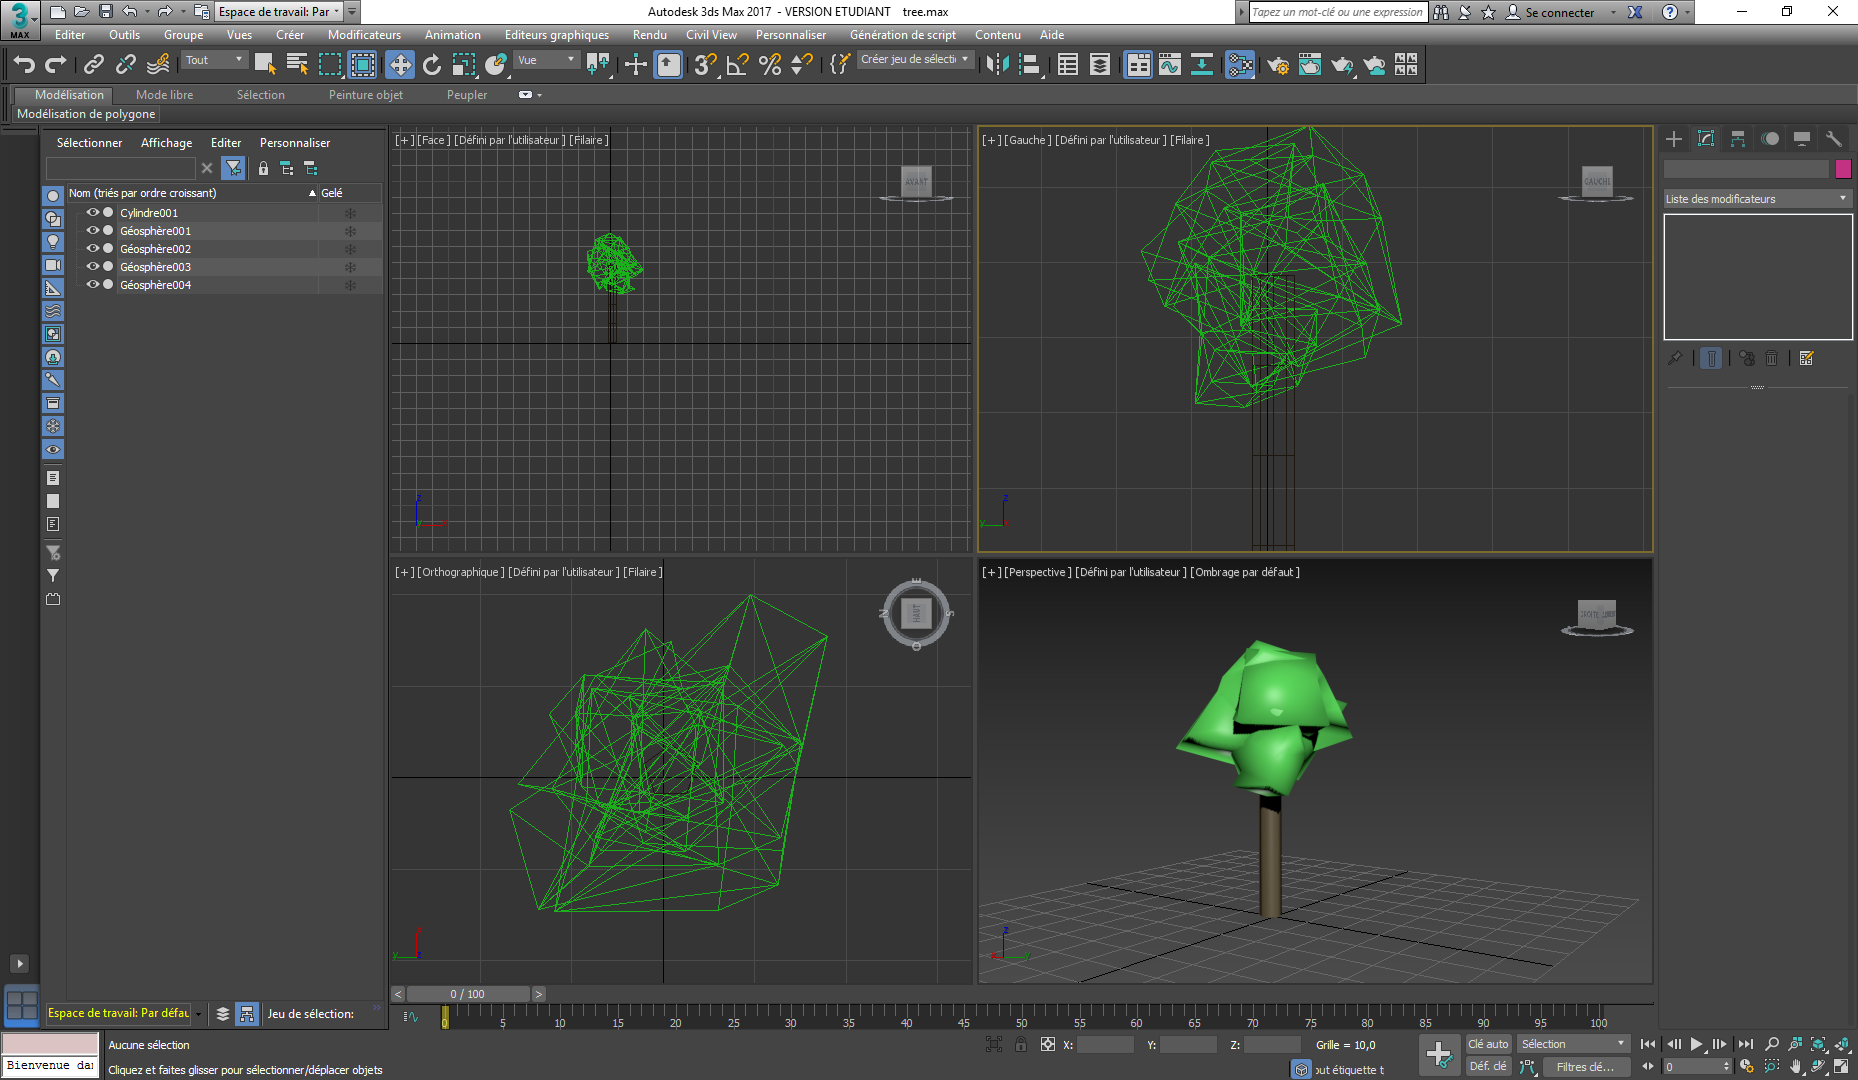 Espace de travail: Par
Autodesk 3ds Max 2017 - VERSION ETUDIANT tree.max
Tapez un mot-clé ou une expression
Se connecter
MAX
Editer Outils Groupe Vues Créer Modificateurs Animation Editeurs graphiques Rendu Civil View Personnaliser Génération de script Contenu Aide
Tout
Vue
Créer jeu de sélecti
Modélisation Mode libre Sélection Peinture objet Peupler
Modélisation de polygone
Sélectionner Affichage Editer Personnaliser
Nom (triés par ordre croissant) Gelé
Cylindre001
Géosphère001
Géosphère002
Géosphère003
Géosphère004
[+] [Face ] [Défini par l'utilisateur ] [Filaire ]
AVANT
z
y x
[+] [Gauche ] [Défini par l'utilisateur ] [Filaire ]
GAUCHE
z
y x
Liste des modificateurs
[+] [Orthographique ] [Défini par l'utilisateur ] [Filaire ]
E
N HAUT S
O
x
y z
[+] [Perspective ] [Défini par l'utilisateur ] [Ombrage par défaut ]
z
x y
0 / 100
Espace de travail: Par défau
Jeu de sélection:
0 5 10 15 20 25 30 35 40 45 50 55 60 65 70 75 80 85 90 95 100
Bienvenue da
Aucune sélection
Cliquez et faites glisser pour sélectionner/déplacer objets
X: Y: Z: Grille = 10,0
out étiquette t
Clé auto Sélection
Déf. clé Filtres clé...
0